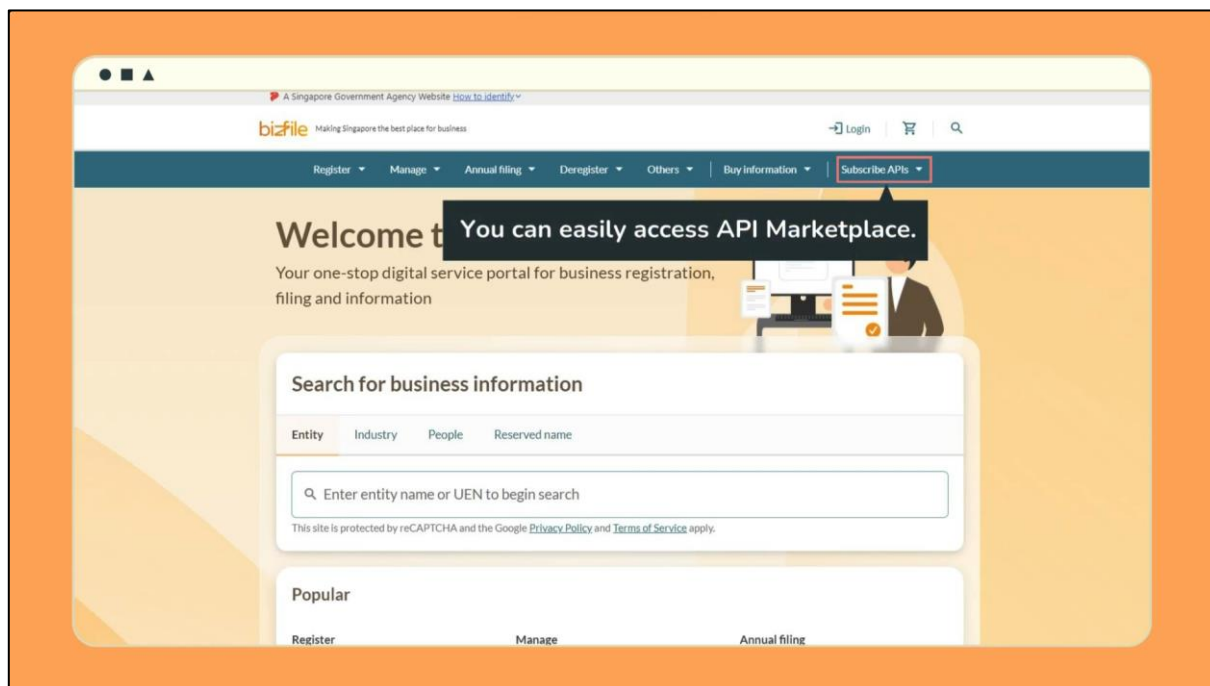 A Singapore Government Agency Website How to identify
bizfile Making Singapore the best place for business
Login
Register Manage Annual filing Deregister Others Buy information Subscribe APIs
You can easily access API Marketplace.
Welcome t
Your one-stop digital service portal for business registration,
filing and information
Search for business information
Entity Industry People Reserved name
Enter entity name or UEN to begin search
This site is protected by reCAPTCHA and the Google Privacy Policy and Terms of Service apply.
Popular
Register Manage Annual filing